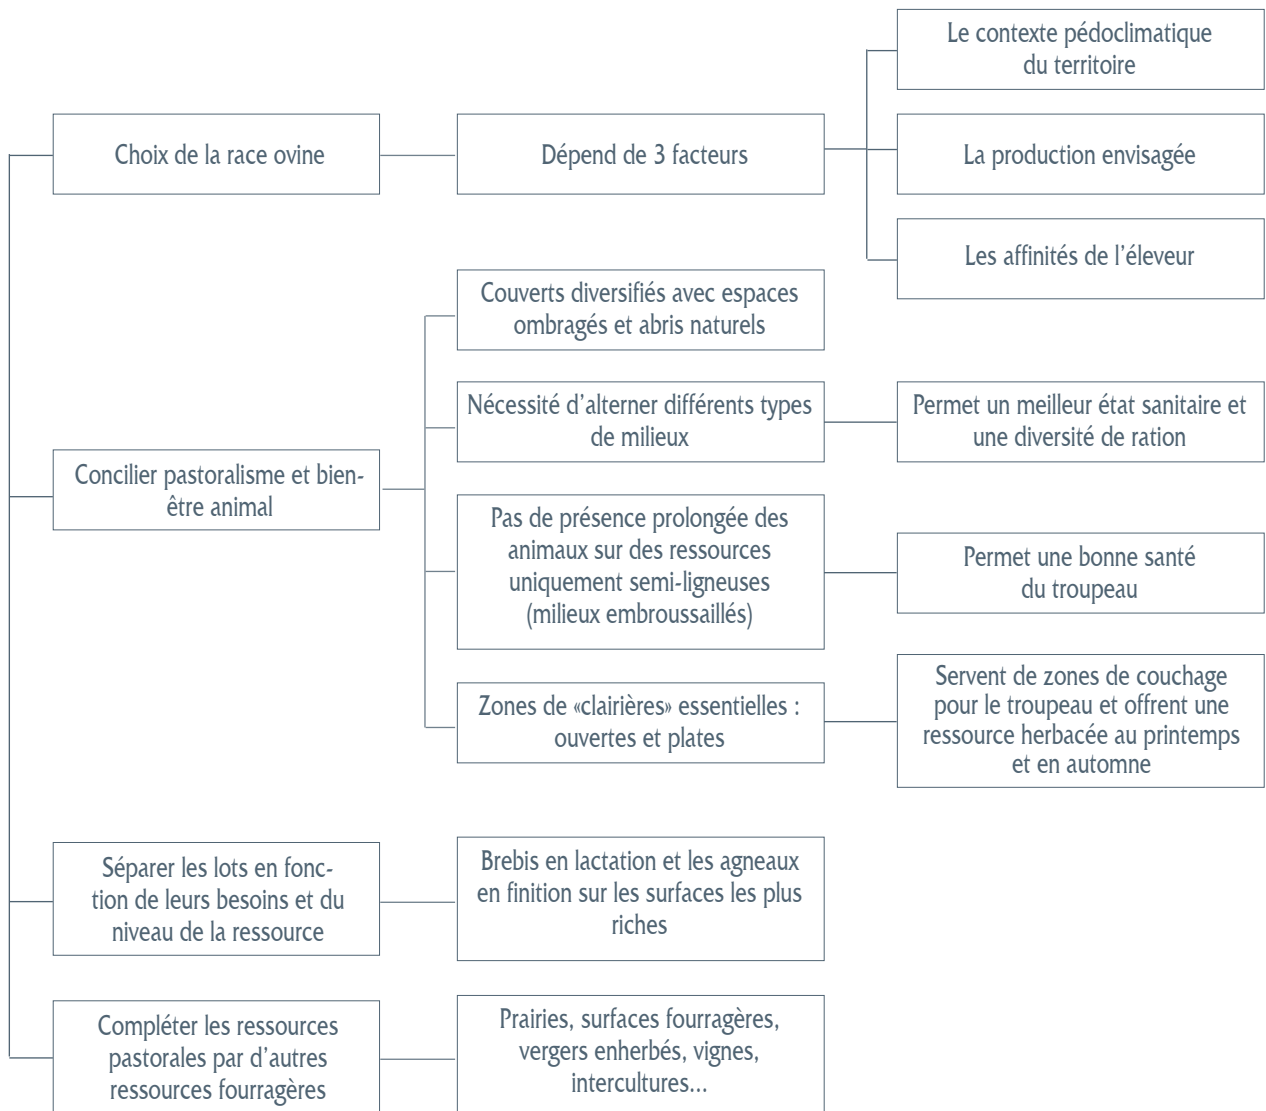 Choix de la race ovine
Dépend de 3 facteurs
Le contexte pédoclimatique
du territoire
La production envisagée
Les affinités de l’éleveur
Concilier pastoralisme et bien-
être animal
Couverts diversifiés avec espaces
ombragés et abris naturels
Nécessité d’alterner différents types
de milieux
Permet un meilleur état sanitaire et
une diversité de ration
Pas de présence prolongée des
animaux sur des ressources
uniquement semi-ligneuses
(milieux embroussaillés)
Permet une bonne santé
du troupeau
Zones de «clairières» essentielles :
ouvertes et plates
Servent de zones de couchage
pour le troupeau et offrent une
ressource herbacée au printemps
et en automne
Séparer les lots en fonc-
tion de leurs besoins et du
niveau de la ressource
Brebis en lactation et les agneaux
en finition sur les surfaces les plus
riches
Compléter les ressources
pastorales par d’autres
ressources fourragères
Prairies, surfaces fourragères,
vergers enherbés, vignes,
intercultures...